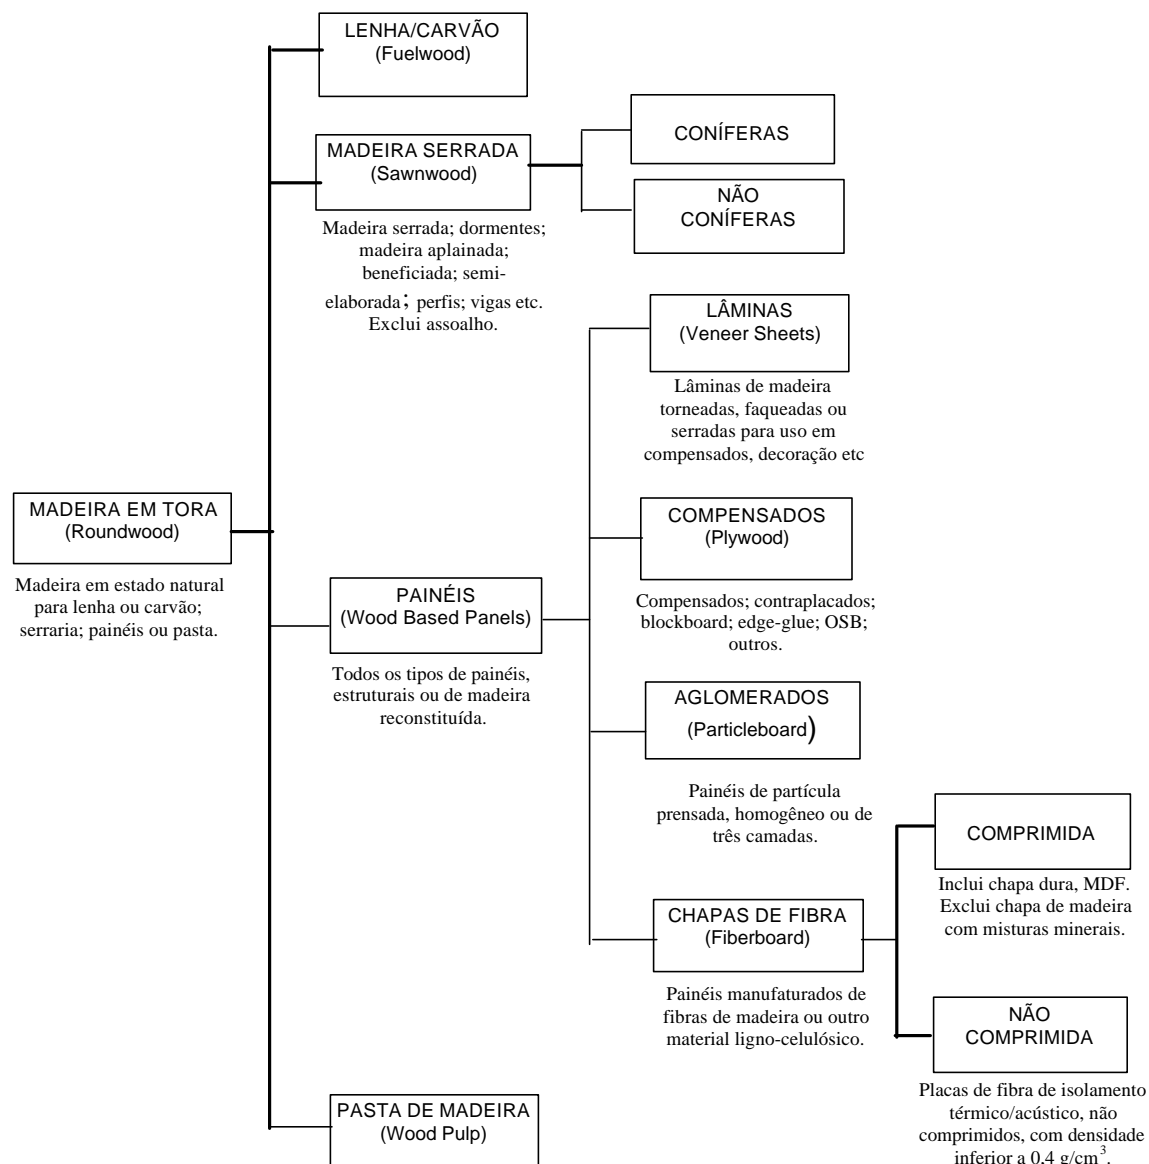 LENHA/CARVÃO
(Fuelwood)
MADEIRA SERRADA
(Sawnwood)
Madeira serrada; dormentes;
madeira aplainada;
beneficiada; semi-
elaborada; perfis; vigas etc.
Exclui assoalho.
CONÍFERAS
NÃO
CONÍFERAS
LÂMINAS
(Veneer Sheets)
Lâminas de madeira
torneadas, faqueadas ou
serradas para uso em
compensados, decoração etc
MADEIRA EM TORA
(Roundwood)
Madeira em estado natural
para lenha ou carvão;
serraria; painéis ou pasta.
COMPENSADOS
(Plywood)
Compensados; contraplacados;
blockboard; edge-glue; OSB;
outros.
PAINÉIS
(Wood Based Panels)
Todos os tipos de painéis,
estruturais ou de madeira
reconstituída.
AGLOMERADOS
(Particleboard)
Painéis de partícula
prensada, homogêneo ou de
três camadas.
COMPRIMIDA
Inclui chapa dura, MDF.
Exclui chapa de madeira
com misturas minerais.
CHAPAS DE FIBRA
(Fiberboard)
Painéis manufaturados de
fibras de madeira ou outro
material ligno-celulósico.
NÃO
COMPRIMIDA
Placas de fibra de isolamento
térmico/acústico, não
comprimidos, com densidade
inferior a 0,4 g/cm³.
PASTA DE MADEIRA
(Wood Pulp)